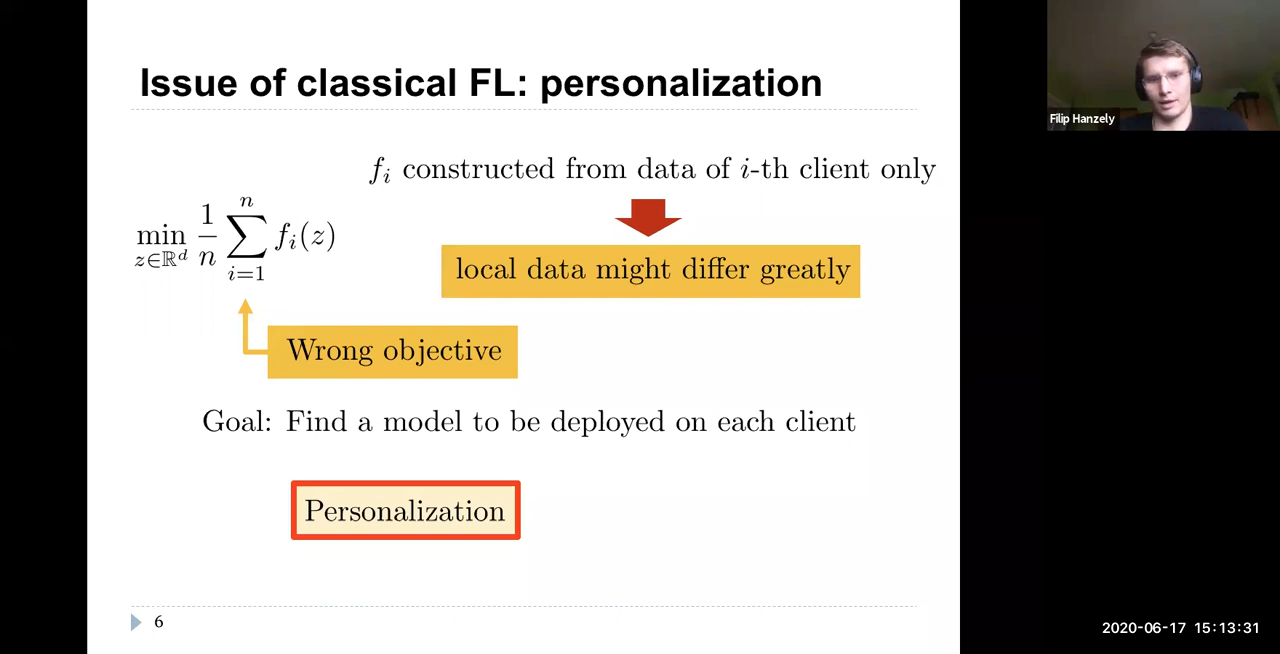 Issue of classical FL: personalization
Filip Hanzely
f_i constructed from data of i-th client only
min_{z∈ℝ^d} 1/n ∑_{i=1}^{n} f_i(z)
local data might differ greatly
Wrong objective
Goal: Find a model to be deployed on each client
Personalization
6
2020-06-17 15:13:31